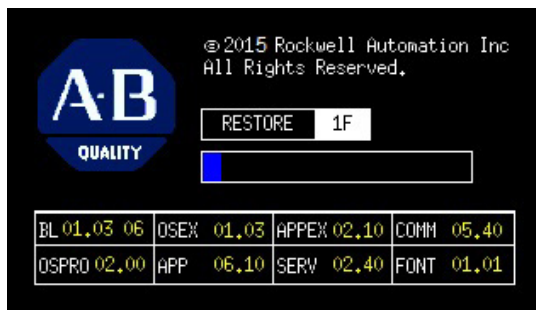 ©2015 Rockwell Automation Inc
All Rights Reserved.
A·B
QUALITY
RESTORE 1F
BL 01.03 06 OSEX 01.03 APPEX 02.10 COMM 05.40
OSPRO 02.00 APP 06.10 SERV 02.40 FONT 01.01